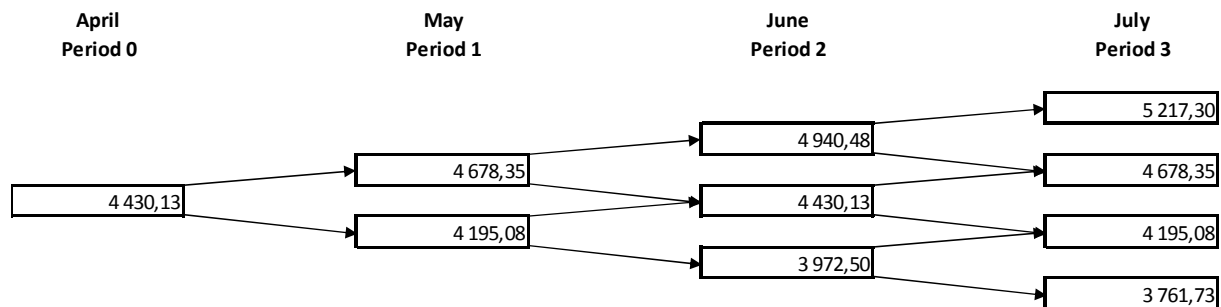 April May June July
Period 0 Period 1 Period 2 Period 3
5 217,30
4 940,48
4 678,35 4 678,35
4 430,13 4 430,13
4 195,08 4 195,08
3 972,50
3 761,73